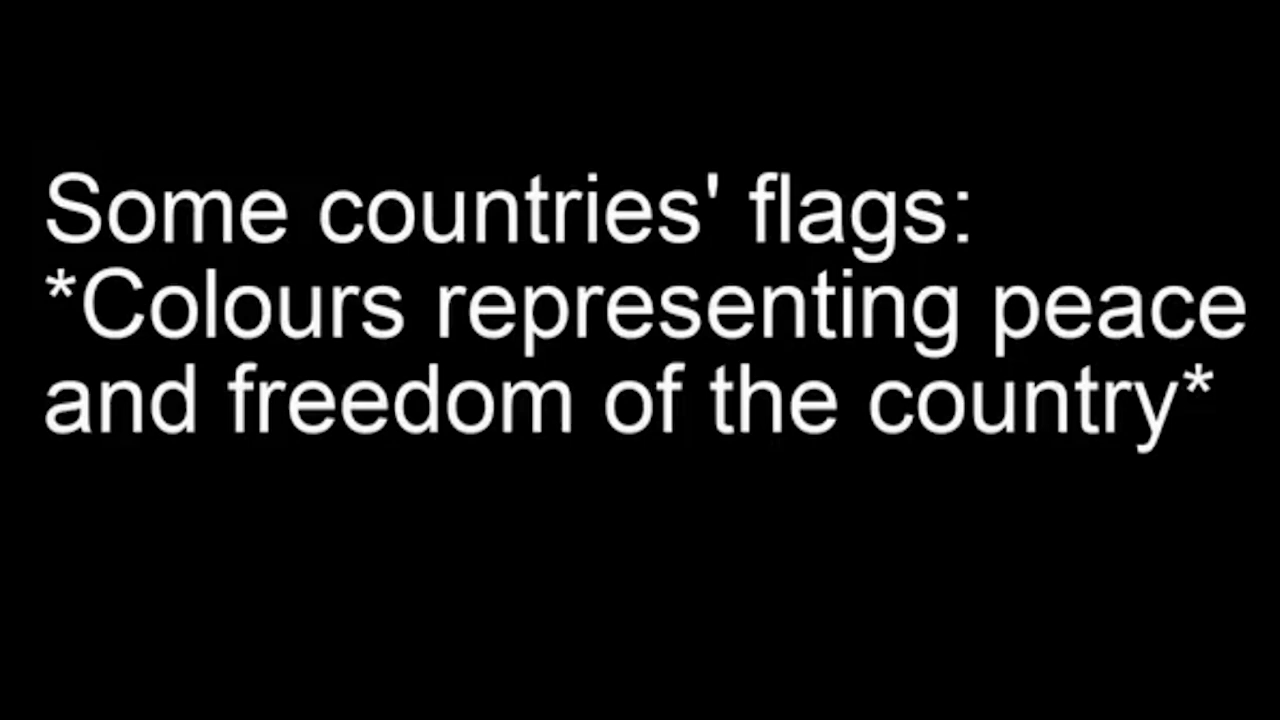 Some countries' flags:
*Colours representing peace
and freedom of the country*